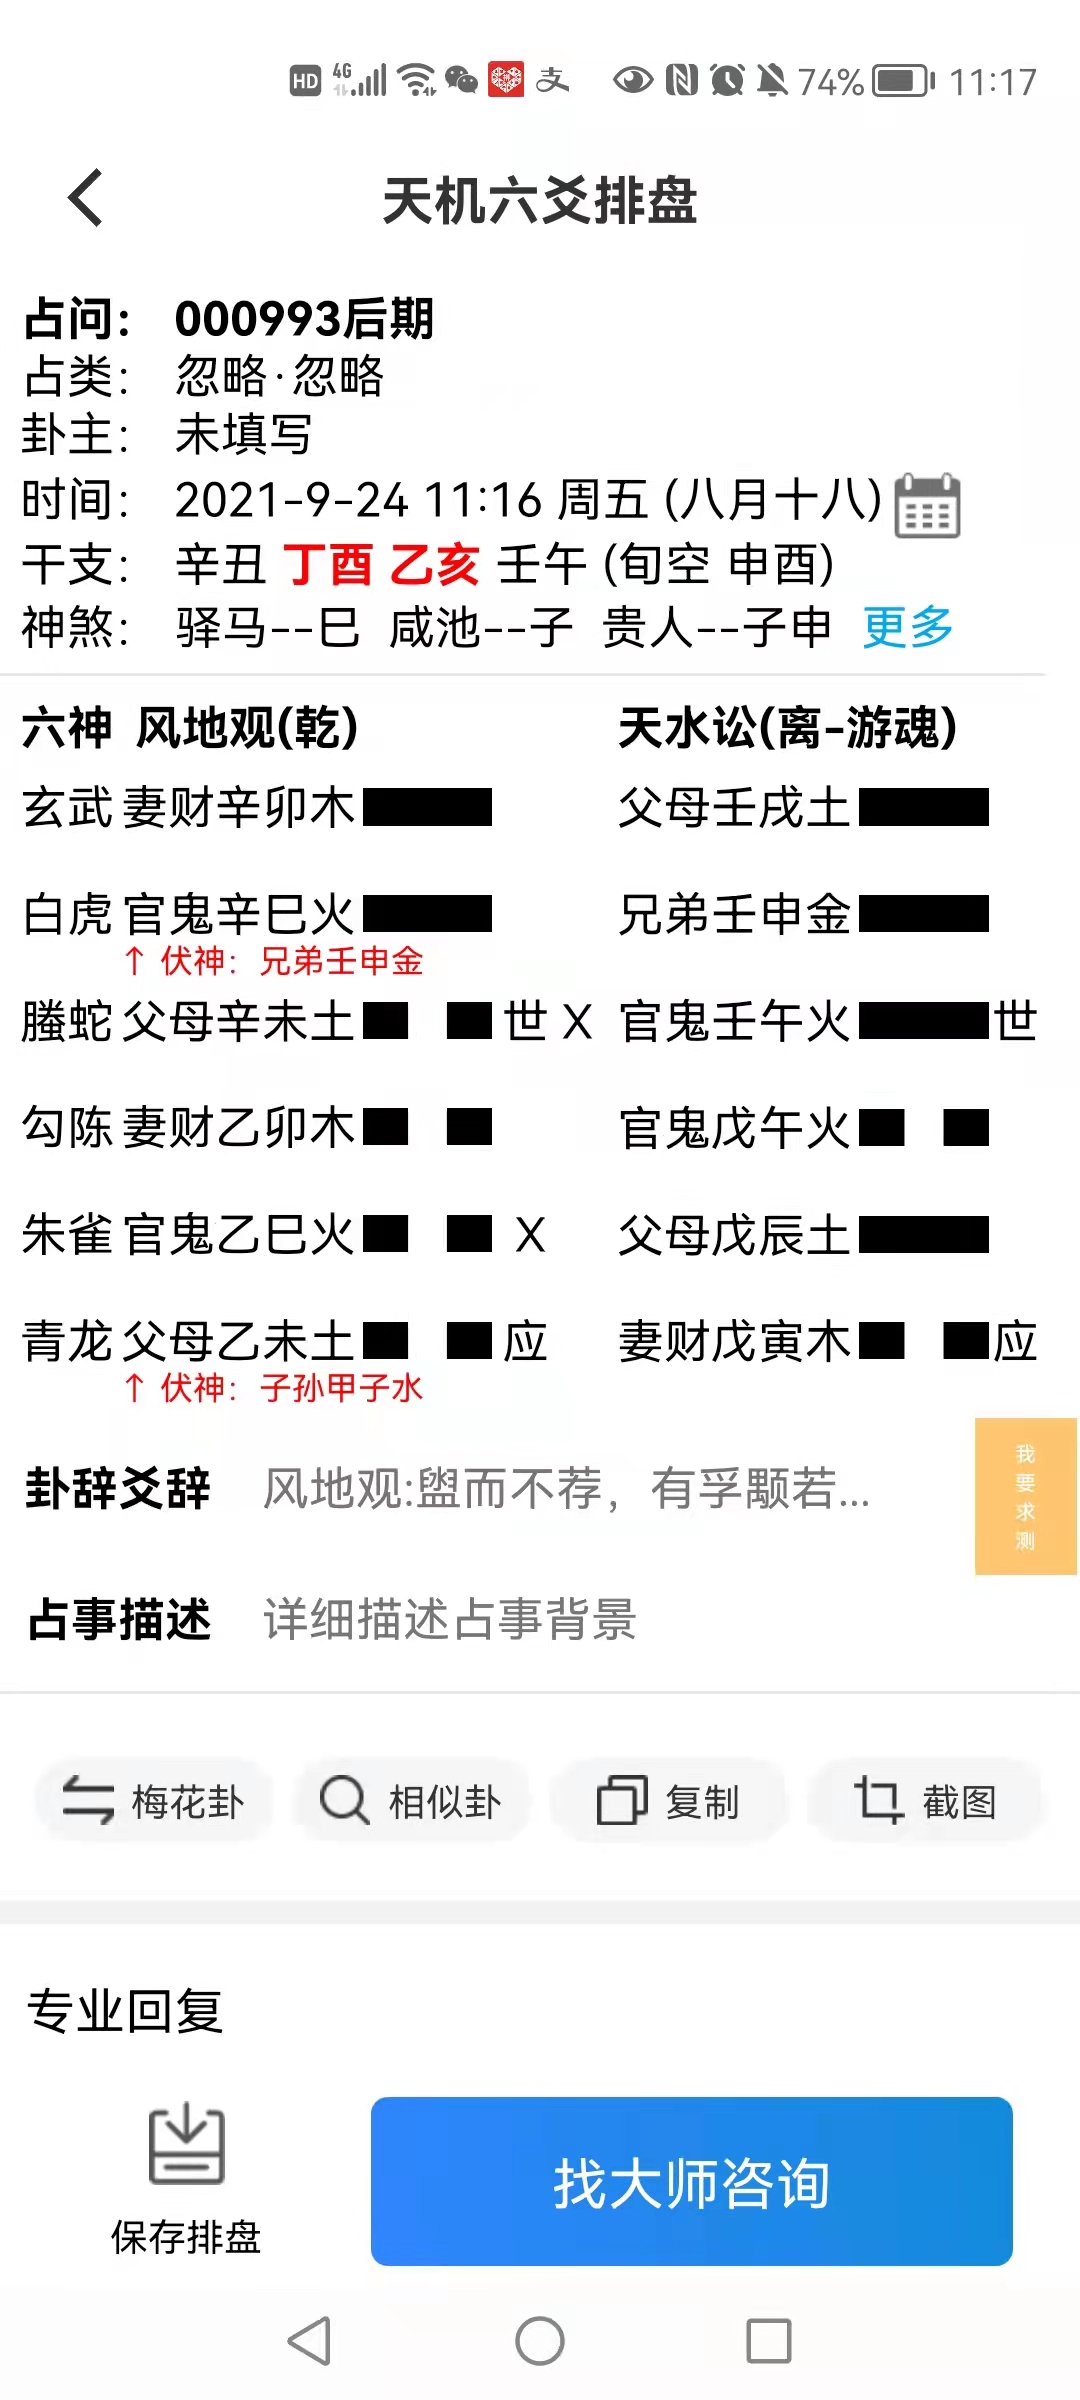 HD 4G 支 74% 11:17
天机六爻排盘
占问： 000993后期
占类： 忽略·忽略
卦主： 未填写
时间： 2021-9-24 11:16 周五 (八月十八)
干支： 辛丑 丁酉 乙亥 壬午 (旬空 申酉)
神煞： 驿马--巳 咸池--子 贵人--子申 更多
六神 风地观(乾) 天水讼(离-游魂)
玄武 妻财辛卯木 父母壬戌土
白虎 官鬼辛巳火 兄弟壬申金
↑ 伏神：兄弟壬申金
螣蛇 父母辛未土 世 X 官鬼壬午火 世
勾陈 妻财乙卯木 官鬼戊午火
朱雀 官鬼乙巳火 X 父母戊辰土
青龙 父母乙未土 应 妻财戊寅木 应
↑ 伏神：子孙甲子水
我要求测
卦辞爻辞 风地观:盥而不荐，有孚颙若...
占事描述 详细描述占事背景
梅花卦 相似卦 复制 截图
专业回复
保存排盘 找大师咨询